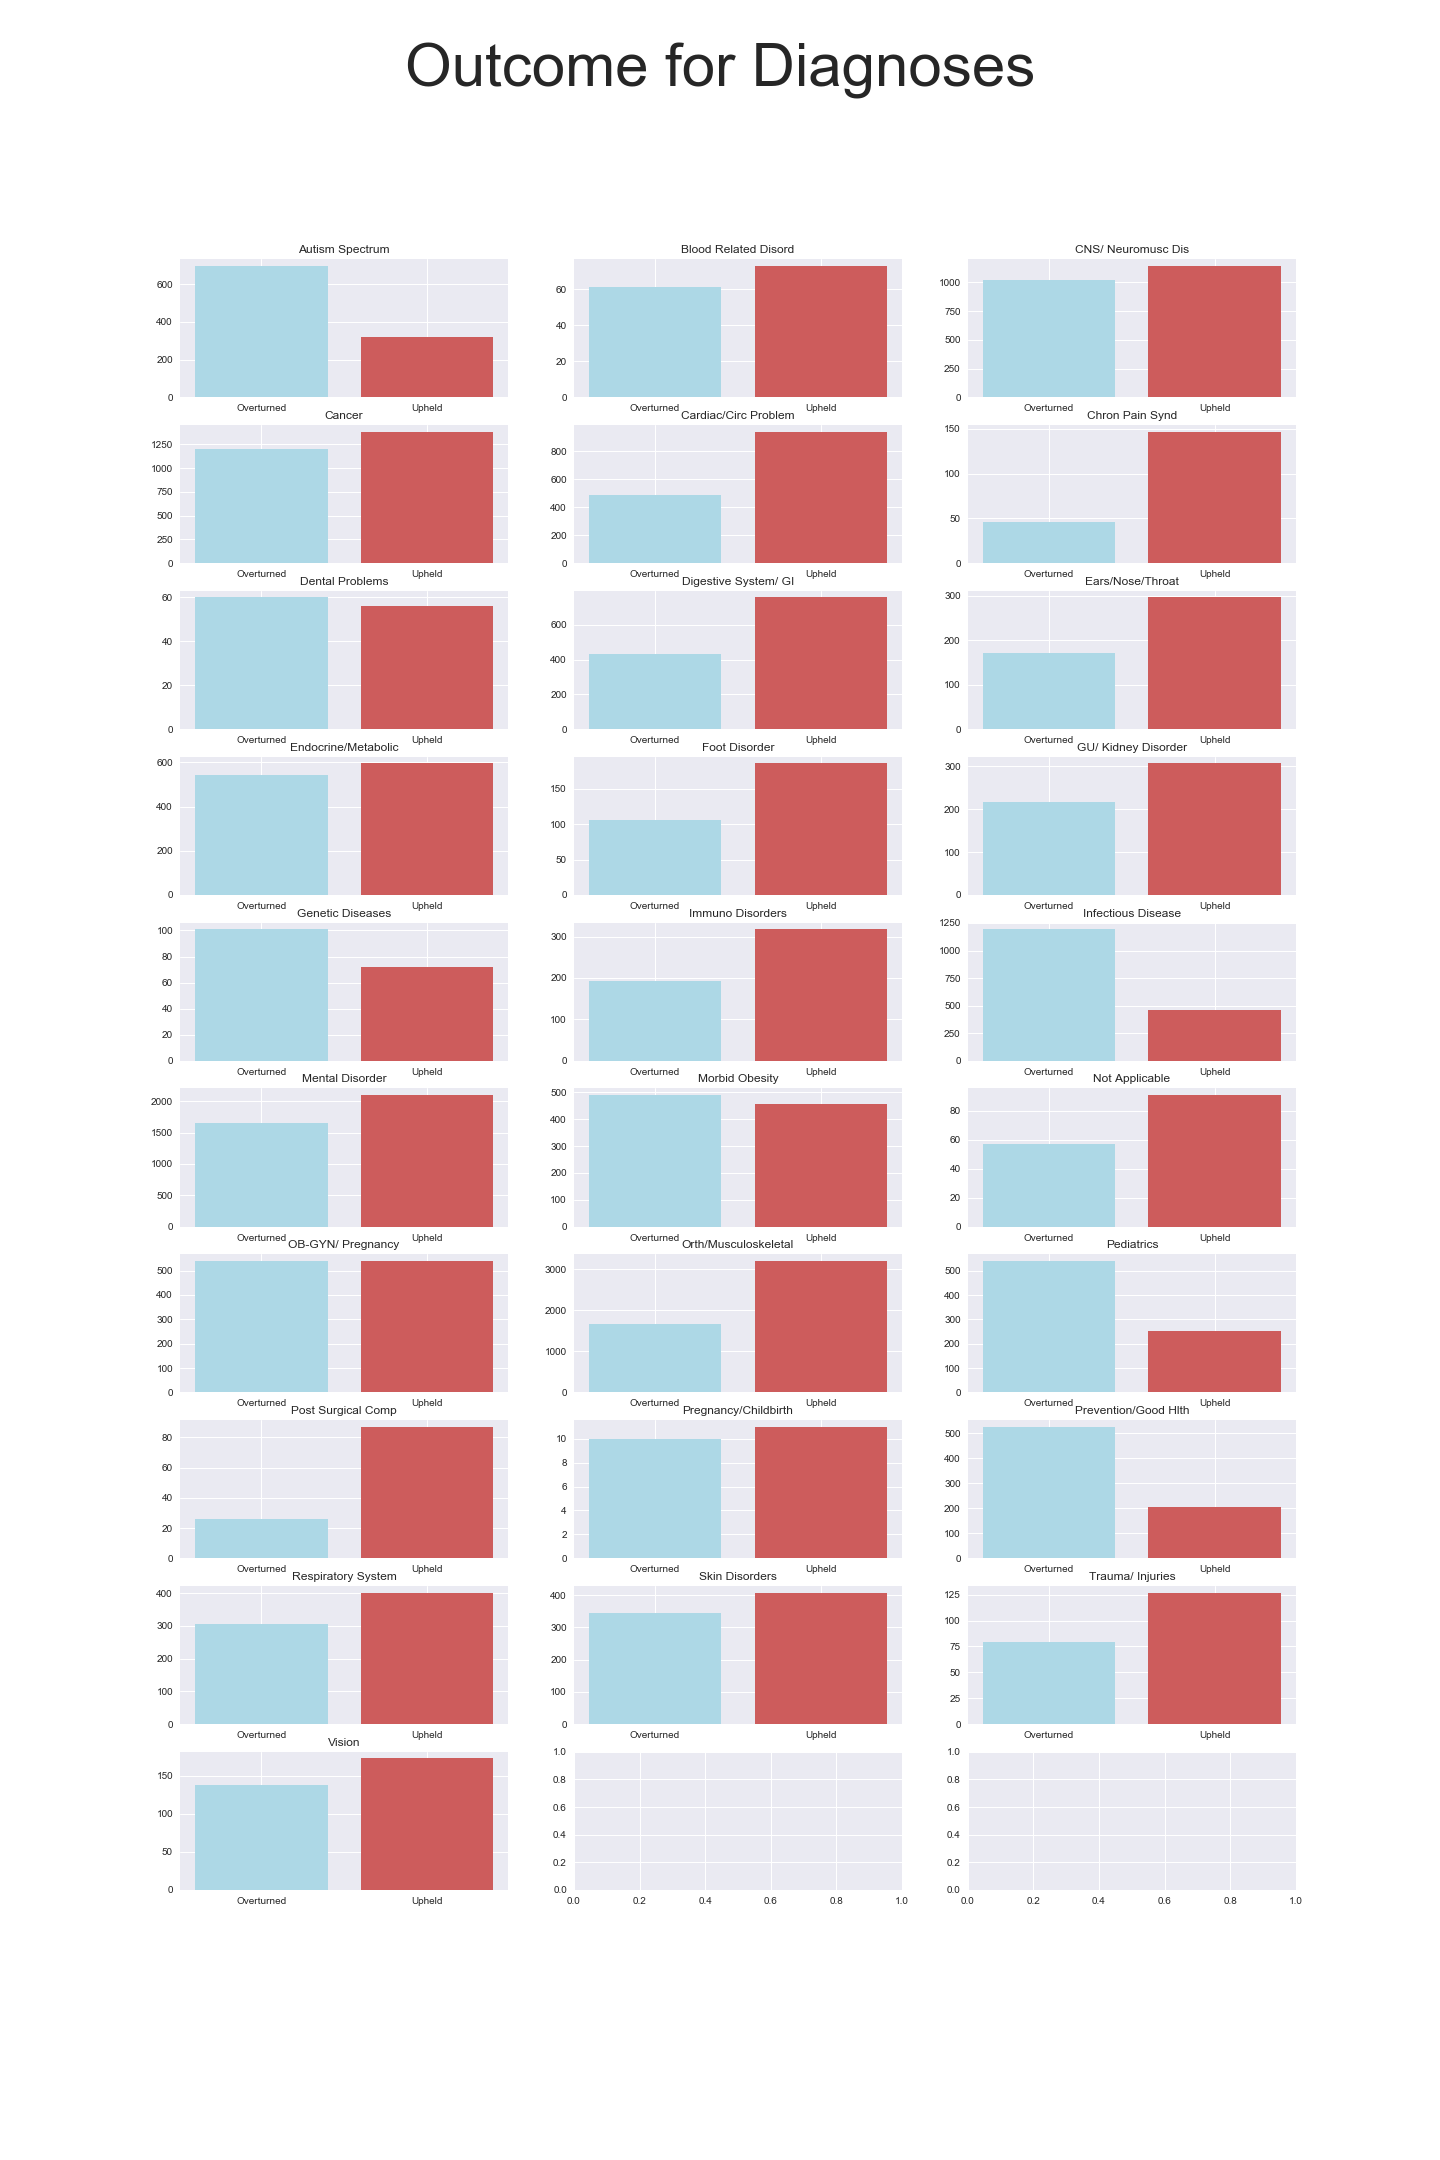 Outcome for Diagnoses
Autism Spectrum
600
400
200
0
Overturned Upheld
Blood Related Disord
60
40
20
0
Overturned Upheld
CNS/ Neuromusc Dis
1000
750
500
250
0
Overturned Upheld
Cancer
1250
1000
750
500
250
0
Overturned Upheld
Cardiac/Circ Problem
800
600
400
200
0
Overturned Upheld
Chron Pain Synd
150
100
50
0
Overturned Upheld
Dental Problems
60
40
20
0
Overturned Upheld
Digestive System/ GI
600
400
200
0
Overturned Upheld
Ears/Nose/Throat
300
200
100
0
Overturned Upheld
Endocrine/Metabolic
600
400
200
0
Overturned Upheld
Foot Disorder
150
100
50
0
Overturned Upheld
GU/ Kidney Disorder
300
200
100
0
Overturned Upheld
Genetic Diseases
100
80
60
40
20
0
Overturned Upheld
Immuno Disorders
300
200
100
0
Overturned Upheld
Infectious Disease
1250
1000
750
500
250
0
Overturned Upheld
Mental Disorder
2000
1500
1000
500
0
Overturned Upheld
Morbid Obesity
500
400
300
200
100
0
Overturned Upheld
Not Applicable
80
60
40
20
0
Overturned Upheld
OB-GYN/ Pregnancy
500
400
300
200
100
0
Overturned Upheld
Orth/Musculoskeletal
3000
2000
1000
0
Overturned Upheld
Pediatrics
500
400
300
200
100
0
Overturned Upheld
Post Surgical Comp
80
60
40
20
0
Overturned Upheld
Pregnancy/Childbirth
10
8
6
4
2
0
Overturned Upheld
Prevention/Good Hlth
500
400
300
200
100
0
Overturned Upheld
Respiratory System
400
300
200
100
0
Overturned Upheld
Skin Disorders
400
300
200
100
0
Overturned Upheld
Trauma/ Injuries
125
100
75
50
25
0
Overturned Upheld
Vision
150
100
50
0
Overturned Upheld
1.0
0.8
0.6
0.4
0.2
0.0
0.0 0.2 0.4 0.6 0.8 1.0
1.0
0.8
0.6
0.4
0.2
0.0
0.0 0.2 0.4 0.6 0.8 1.0